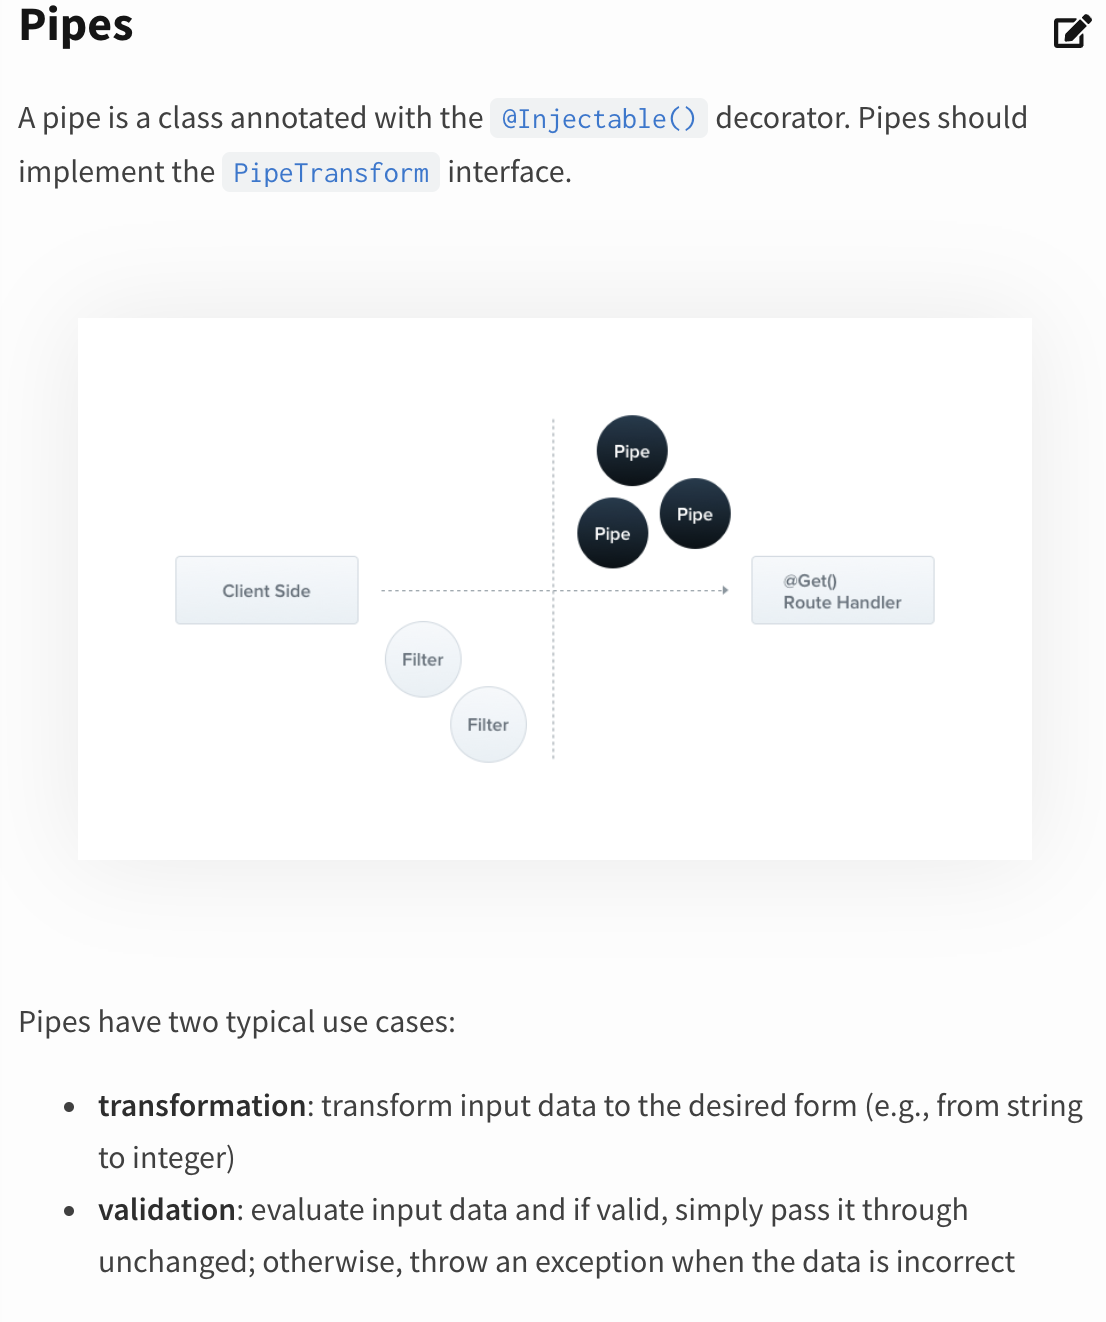 Pipes
A pipe is a class annotated with the @Injectable() decorator. Pipes should
implement the PipeTransform interface.
Pipe
Pipe
Pipe
Client Side
@Get()
Route Handler
Filter
Filter
Pipes have two typical use cases:
• transformation: transform input data to the desired form (e.g., from string
to integer)
• validation: evaluate input data and if valid, simply pass it through
unchanged; otherwise, throw an exception when the data is incorrect